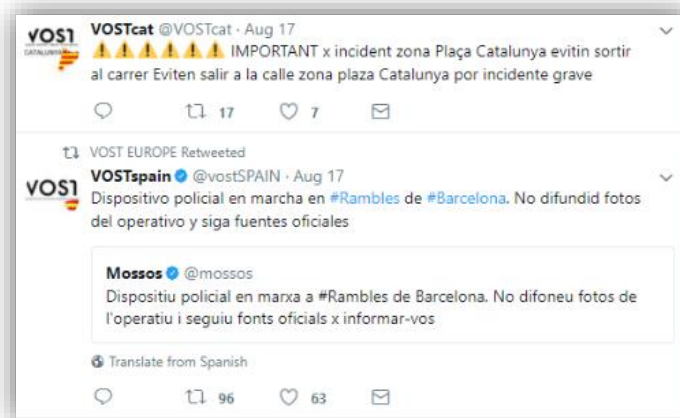 VOST
CATALUNYA
VOSTcat @VOSTcat · Aug 17
⚠️⚠️⚠️⚠️⚠️⚠️ IMPORTANT x incident zona Plaça Catalunya evitin sortir
al carrer Eviten salir a la calle zona plaza Catalunya por incidente grave
17 7
VOST EUROPE Retweeted
VOST
VOSTspain @vostSPAIN · Aug 17
Dispositivo policial en marcha en #Rambles de #Barcelona. No difundid fotos
del operativo y siga fuentes oficiales
Mossos @mossos
Dispositiu policial en marxa a #Rambles de Barcelona. No difoneu fotos de
l'operatiu i seguiu fonts oficials x informar-vos
Translate from Spanish
96 63